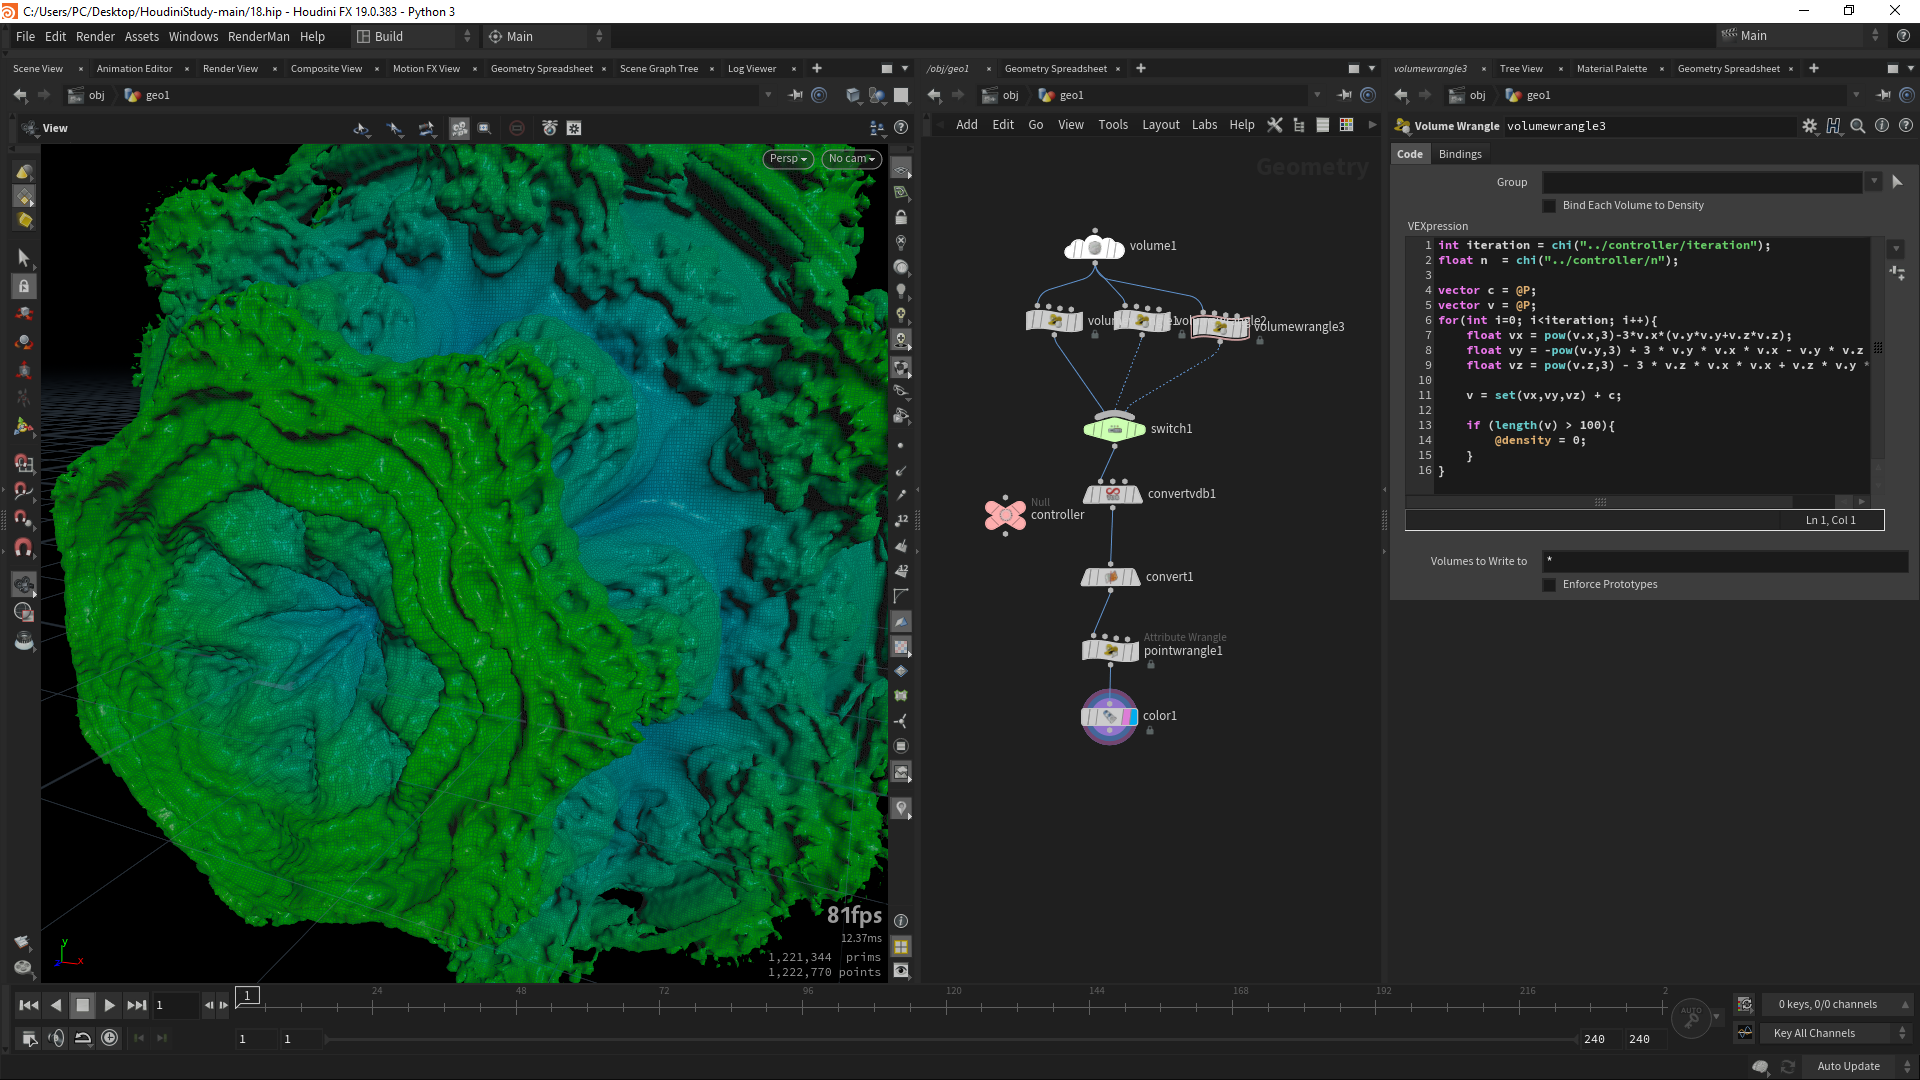 C:/Users/PC/Desktop/HoudiniStudy-main/18.hip - Houdini FX 19.0.383 - Python 3
File Edit Render Assets Windows RenderMan Help Build Main Main
Scene View Animation Editor Render View Composite View Motion FX View Geometry Spreadsheet Scene Graph Tree Log Viewer
/obj/geo1 Geometry Spreadsheet
volumewrangle3 Tree View Material Palette Geometry Spreadsheet
obj geo1
obj geo1
obj geo1
View
Persp No cam
81fps
12.37ms
1,221,344 prims
1,222,770 points
y
x
Add Edit Go View Tools Layout Labs Help
Geometry
volume1
volumewrangle3
switch1
convertvdb1
Null
controller
convert1
Attribute Wrangle
pointwrangle1
color1
Volume Wrangle volumewrangle3
Code Bindings
Group
Bind Each Volume to Density
VEXpression
1 int iteration = chi("../controller/iteration");
2 float n  = chi("../controller/n");
3
4 vector c = @P;
5 vector v = @P;
6 for(int i=0; i<iteration; i++){
7     float vx = pow(v.x,3)-3*v.x*(v.y*v.y+v.z*v.z);
8     float vy = -pow(v.y,3) + 3 * v.y * v.x * v.x - v.y * v.z
9     float vz = pow(v.z,3) - 3 * v.z * v.x * v.x + v.z * v.y *
10
11     v = set(vx,vy,vz) + c;
12
13     if (length(v) > 100){
14         @density = 0;
15     }
16 }
Ln 1, Col 1
Volumes to Write to *
Enforce Prototypes
1 1 24 48 72 96 120 144 168 192 216 2
AUTO
0 keys, 0/0 channels
1 1 240 240
Key All Channels
Auto Update